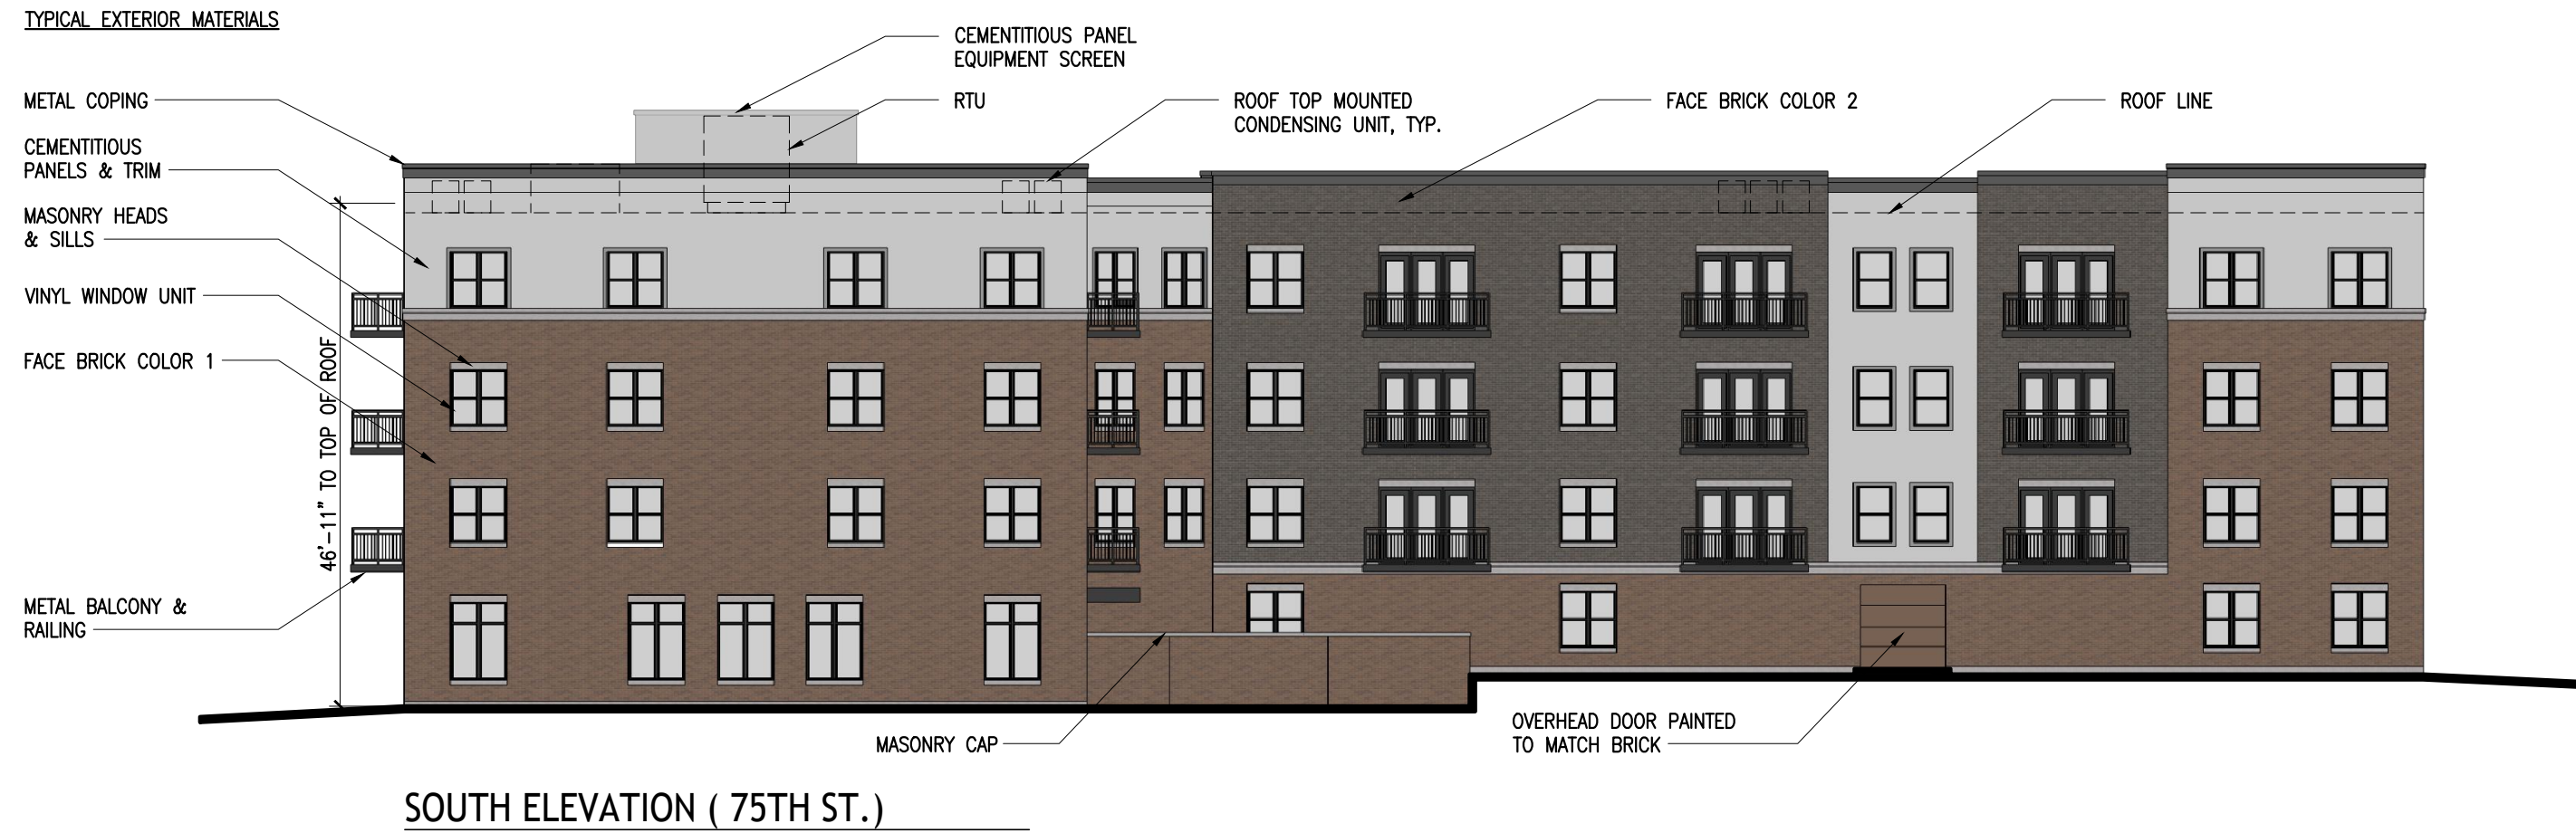 TYPICAL EXTERIOR MATERIALS
CEMENTITIOUS PANEL
EQUIPMENT SCREEN
METAL COPING
RTU
ROOF TOP MOUNTED
CONDENSING UNIT, TYP.
FACE BRICK COLOR 2
ROOF LINE
CEMENTITIOUS
PANELS & TRIM
MASONRY HEADS
& SILLS
VINYL WINDOW UNIT
FACE BRICK COLOR 1
46'-11" TO TOP OF ROOF
METAL BALCONY &
RAILING
MASONRY CAP
OVERHEAD DOOR PAINTED
TO MATCH BRICK
SOUTH ELEVATION ( 75TH ST.)